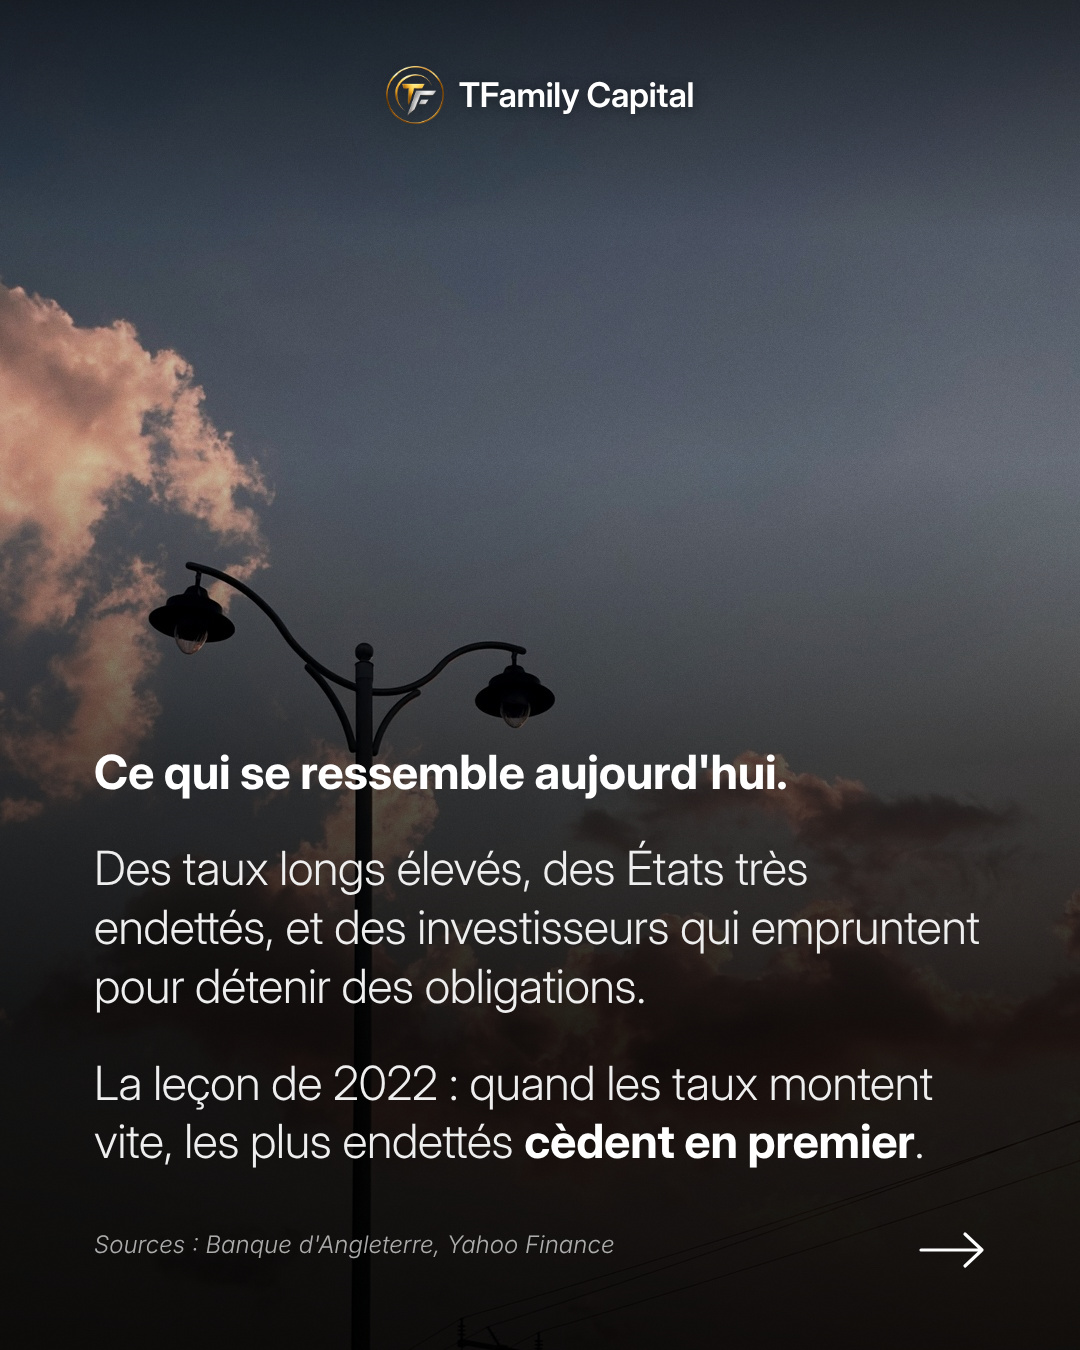 TFamily Capital
Ce qui se ressemble aujourd'hui.
Des taux longs élevés, des États très
endettés, et des investisseurs qui empruntent
pour détenir des obligations.
La leçon de 2022 : quand les taux montent
vite, les plus endettés cèdent en premier.
Sources : Banque d'Angleterre, Yahoo Finance